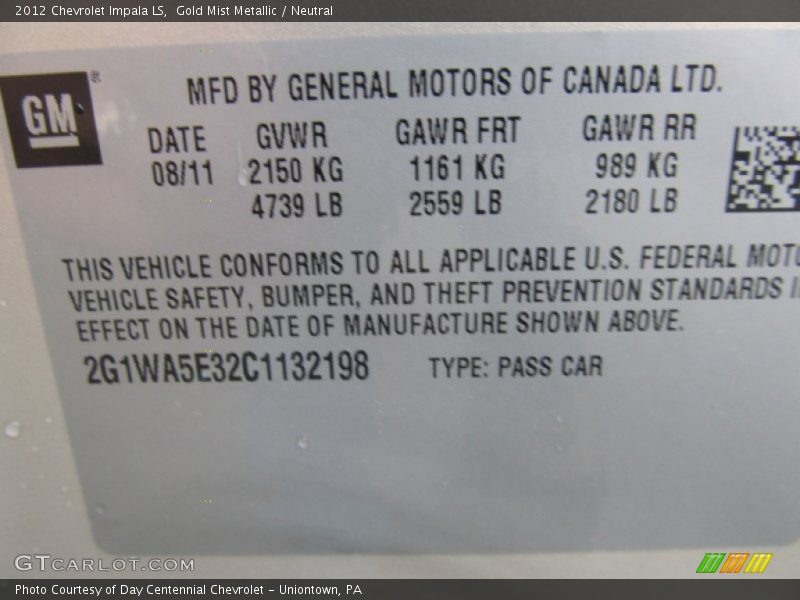 2012 Chevrolet Impala LS,  Gold Mist Metallic / Neutral
GM
MFD BY GENERAL MOTORS OF CANADA LTD.
DATE GVWR GAWR FRT GAWR RR
08/11 2150 KG 1161 KG 989 KG
4739 LB 2559 LB 2180 LB
THIS VEHICLE CONFORMS TO ALL APPLICABLE U.S. FEDERAL
VEHICLE SAFETY, BUMPER, AND THEFT PREVENTION STANDARDS
EFFECT ON THE DATE OF MANUFACTURE SHOWN ABOVE.
2G1WA5E32C1132198 TYPE: PASS CAR
GTCARLOT.COM
Photo Courtesy of Day Centennial Chevrolet - Uniontown, PA